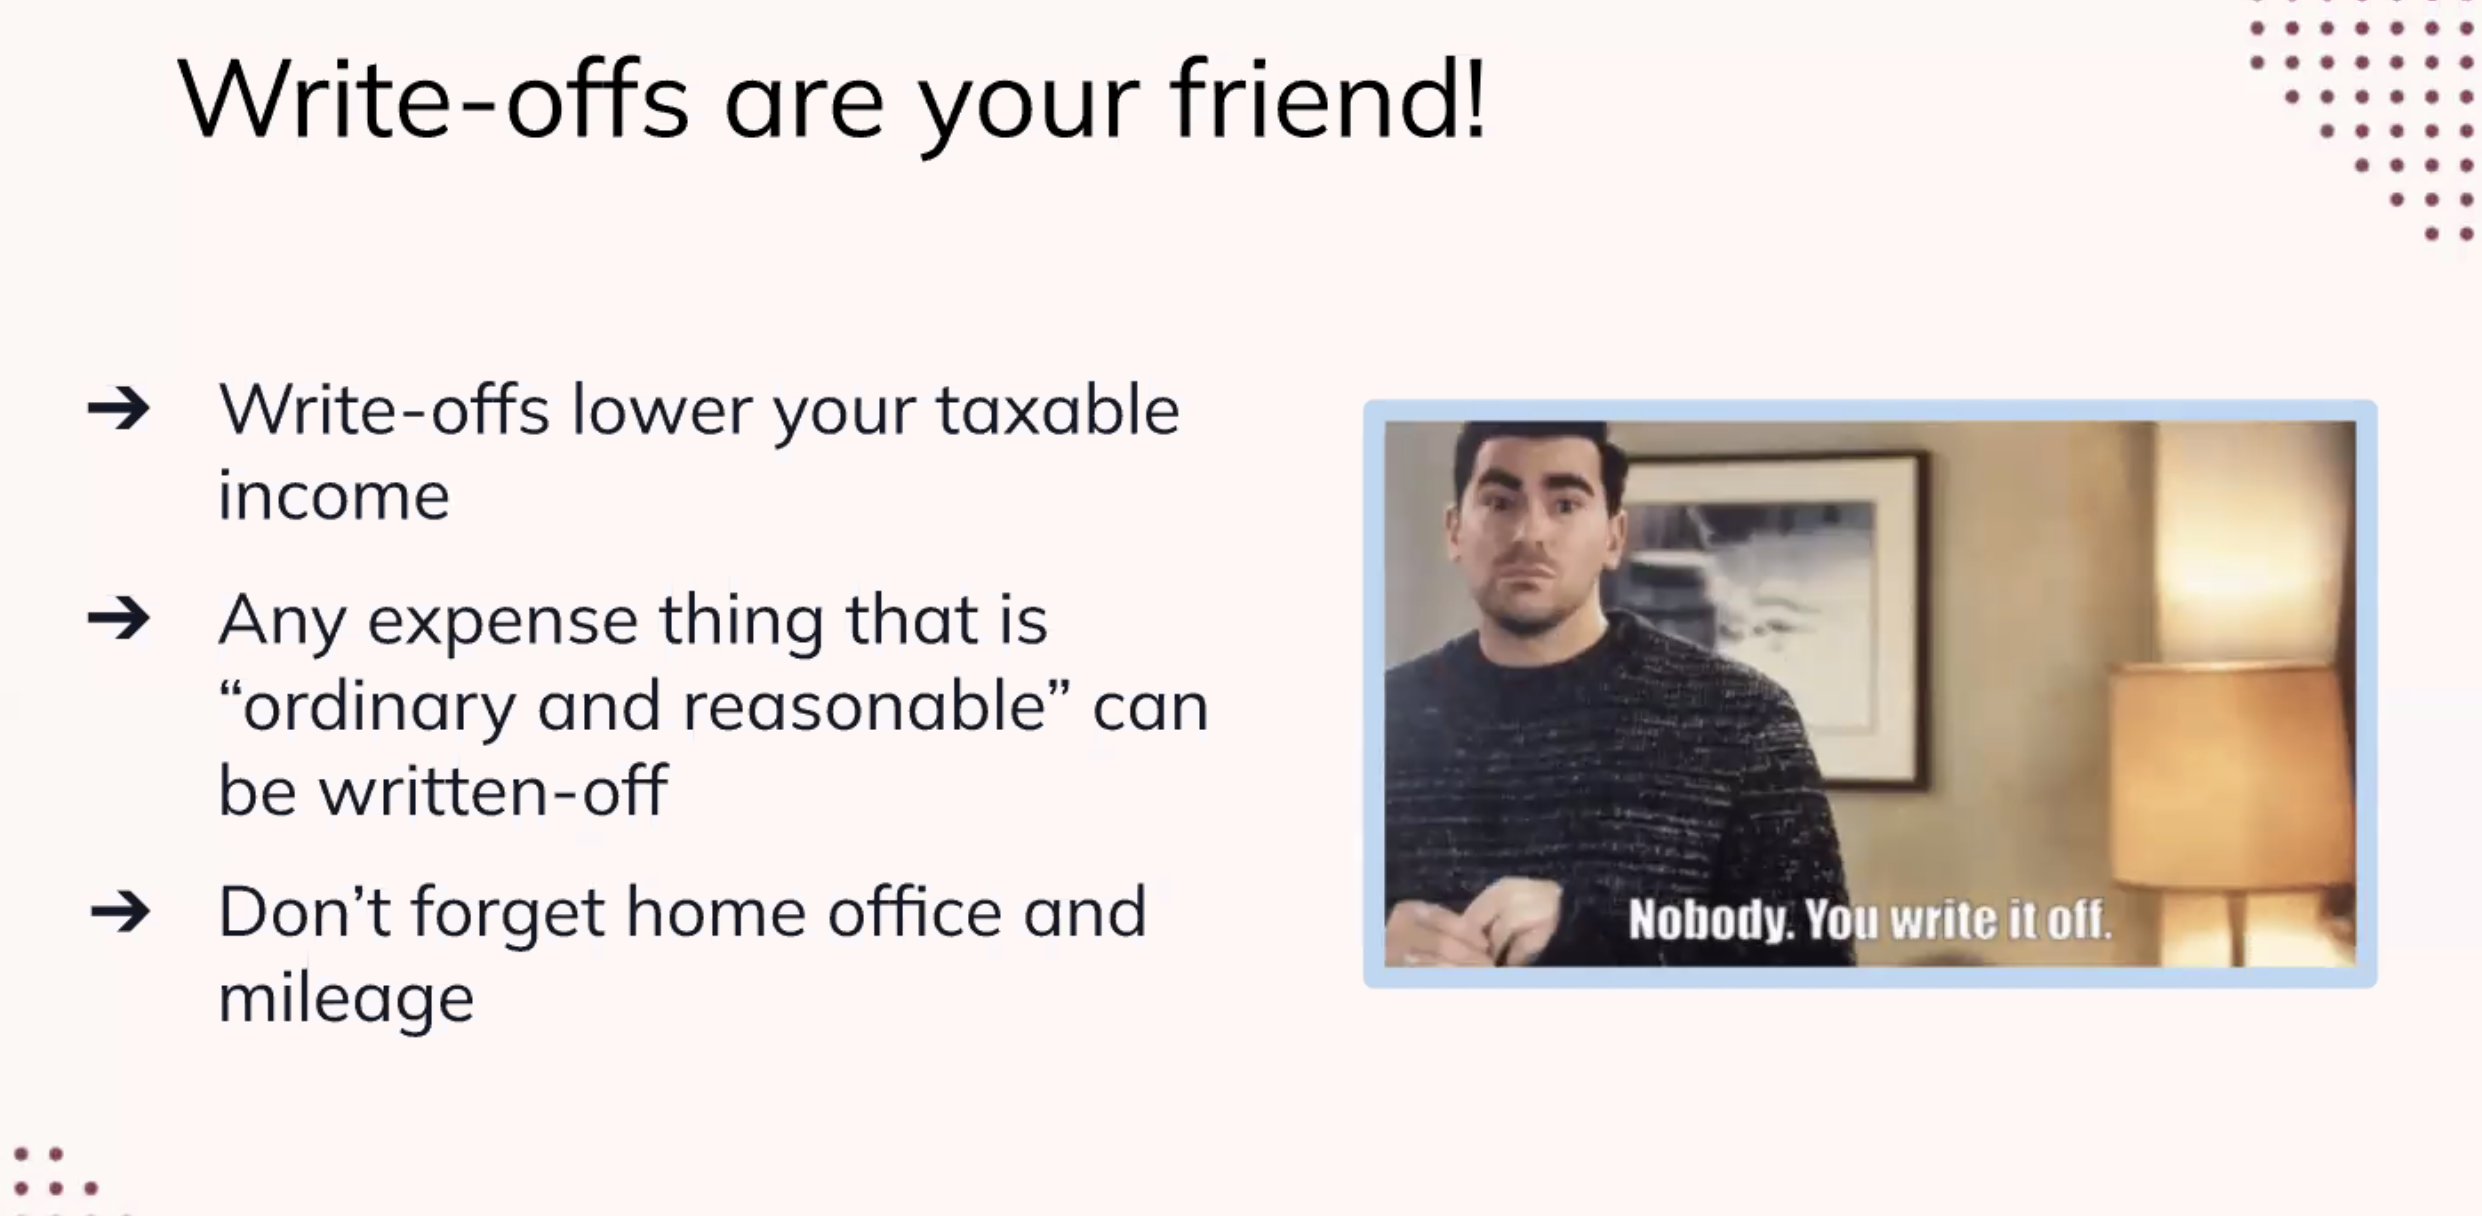 Write-offs are your friend!
➔ Write-offs lower your taxable
income
➔ Any expense thing that is
“ordinary and reasonable” can
be written-off
➔ Don’t forget home office and
mileage
Nobody. You write it off.